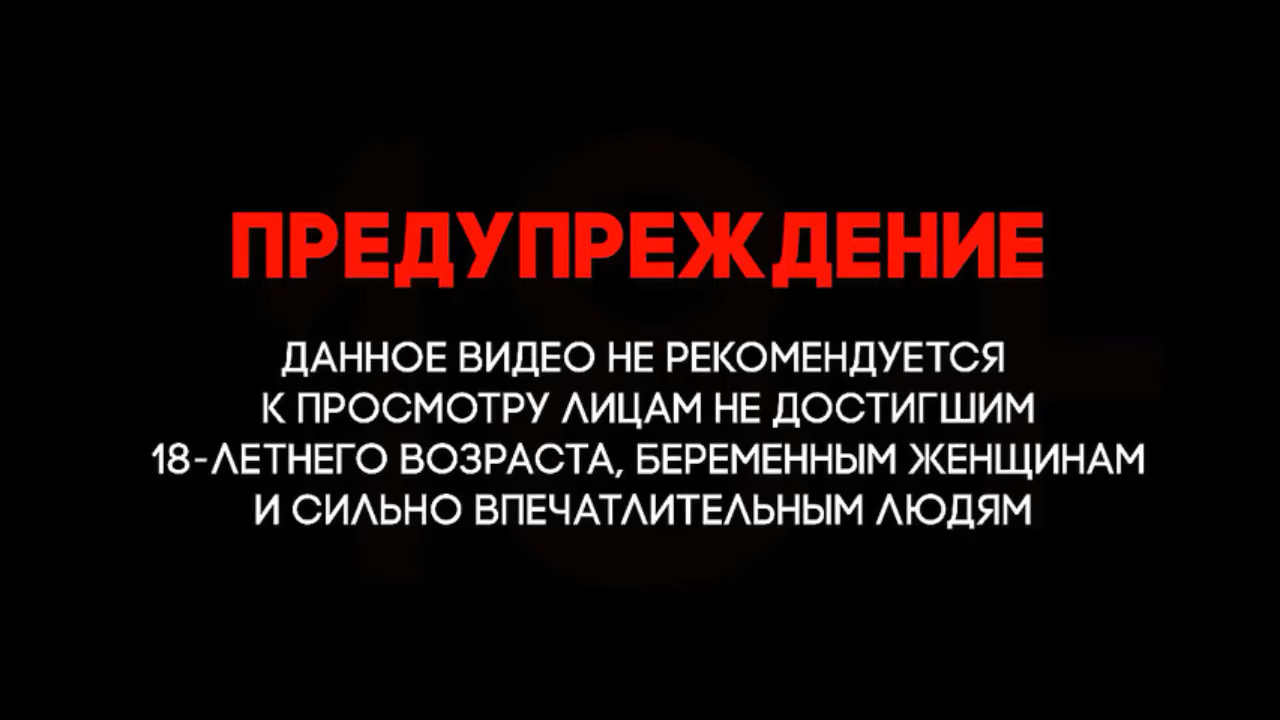 ПРЕДУПРЕЖДЕНИЕ
ДАННОЕ ВИДЕО НЕ РЕКОМЕНДУЕТСЯ
К ПРОСМОТРУ ЛИЦАМ НЕ ДОСТИГШИМ
18-ЛЕТНЕГО ВОЗРАСТА, БЕРЕМЕННЫМ ЖЕНЩИНАМ
И СИЛЬНО ВПЕЧАТЛИТЕЛЬНЫМ ЛЮДЯМ